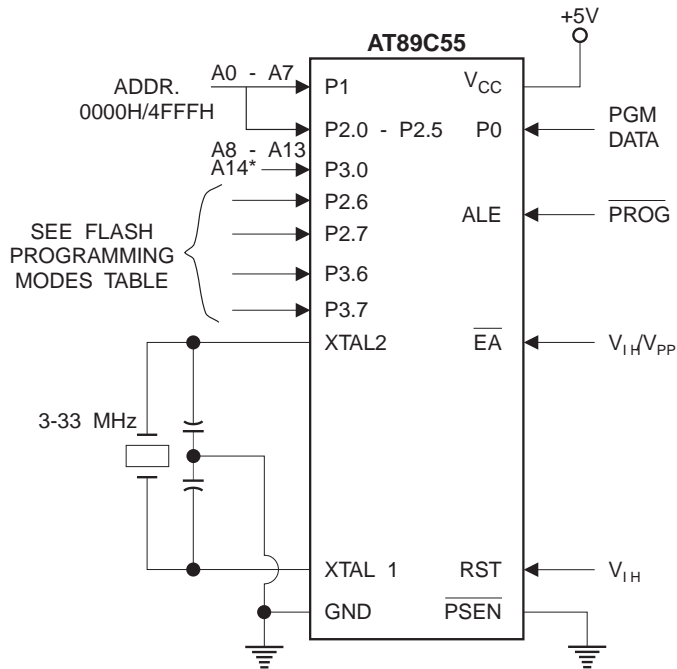 +5V
AT89C55
ADDR.
0000H/4FFFH
A0 - A7
P1
P2.0 - P2.5
A8 - A13
A14*
P3.0
P2.6
P2.7
P3.6
P3.7
SEE FLASH
PROGRAMMING
MODES TABLE
XTAL2
3-33 MHz
XTAL 1
GND
VCC
P0
PGM
DATA
ALE
PROG
EA
VIH/VPP
RST
VIH
PSEN